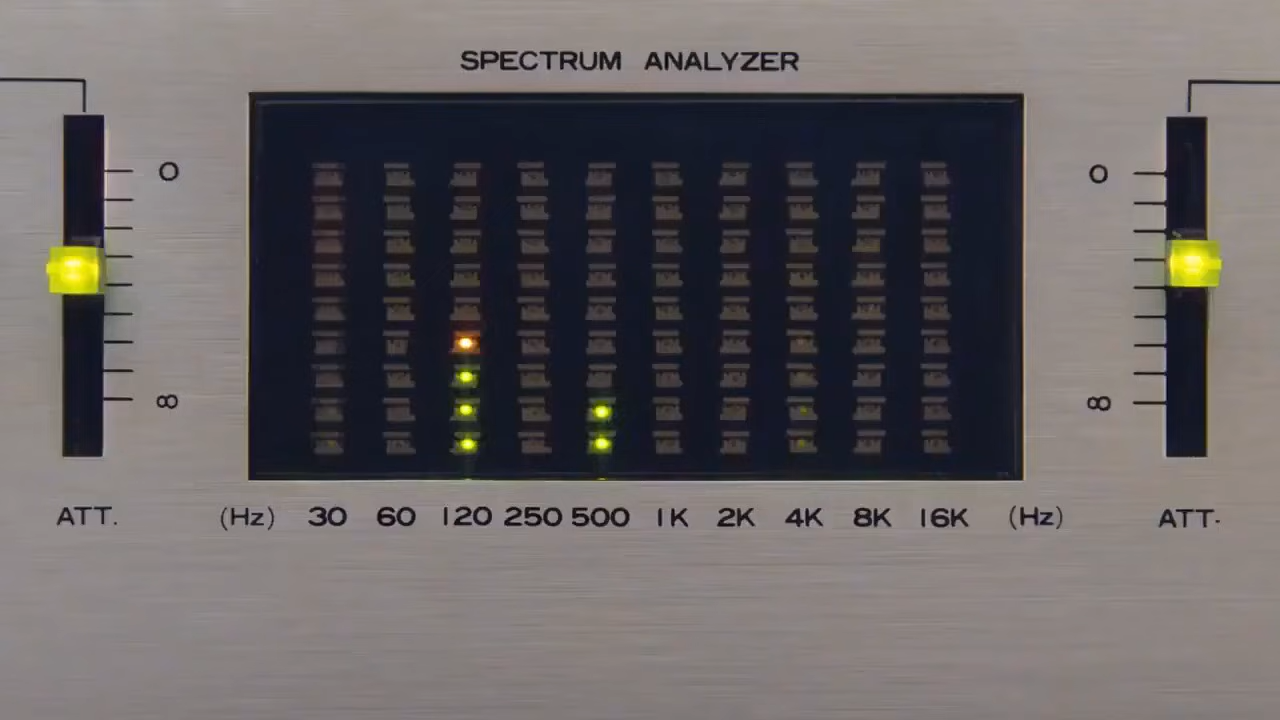 SPECTRUM ANALYZER
0 0
∞ ∞
ATT. (Hz) 30 60 120 250 500 1K 2K 4K 8K 16K (Hz) ATT.